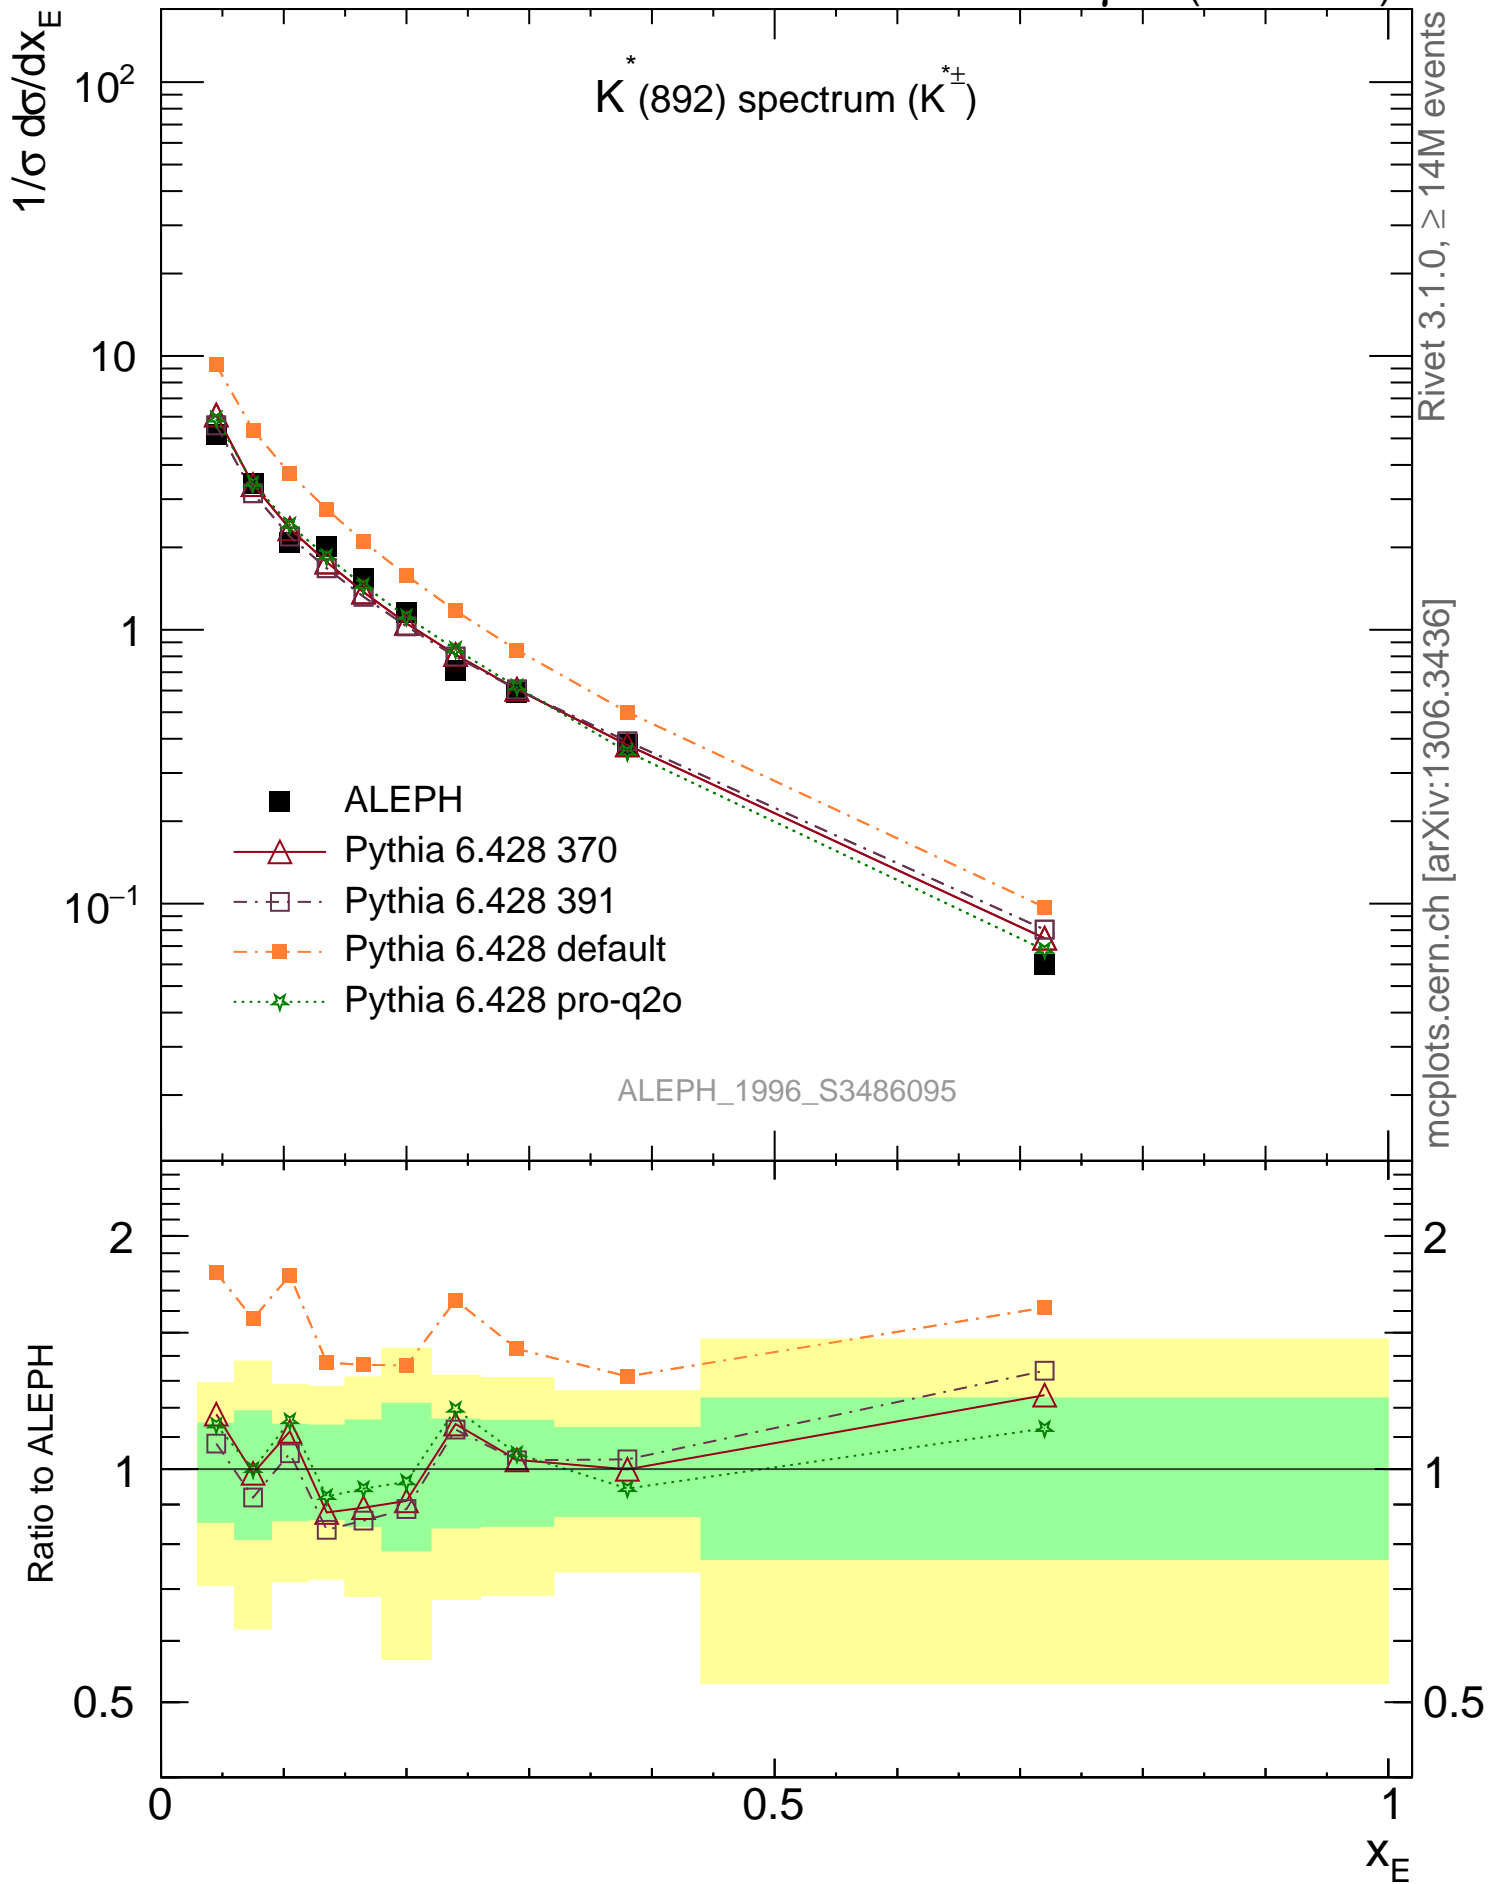 1/σ dσ/dx_E
K*(892) spectrum (K*±)
10²
10
1
10⁻¹
ALEPH
Pythia 6.428 370
Pythia 6.428 391
Pythia 6.428 default
Pythia 6.428 pro-q2o
ALEPH_1996_S3486095
Rivet 3.1.0, ≥ 14M events
mcplots.cern.ch [arXiv:1306.3436]
Ratio to ALEPH
2
1
0.5
2
1
0.5
0
0.5
1
x_E